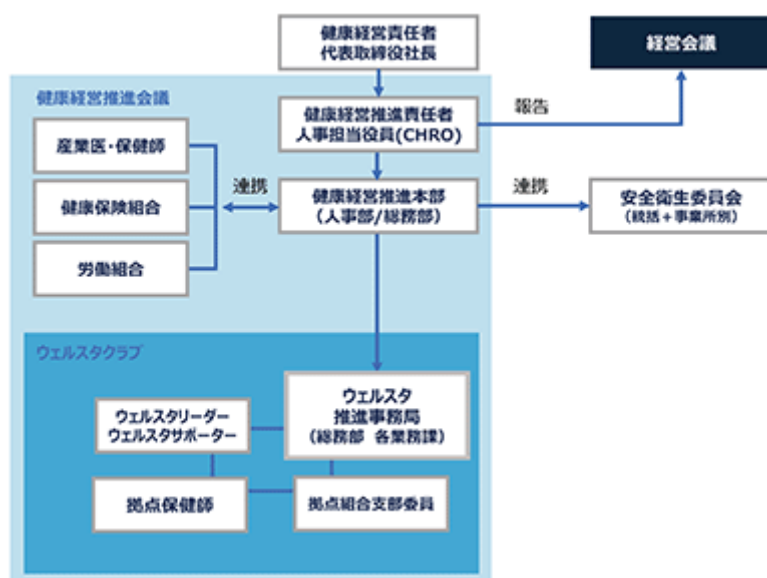 健康経営責任者
代表取締役社長
経営会議
健康経営推進会議
健康経営推進責任者
人事担当役員(CHRO)
報告
産業医・保健師
健康保険組合
労働組合
連携
健康経営推進本部
(人事部/総務部)
連携
安全衛生委員会
(統括+事業所別)
ウェルスタクラブ
ウェルスタ
推進事務局
(総務部 各業務課)
ウェルスタリーダー
ウェルスタサポーター
拠点保健師
拠点組合支部委員